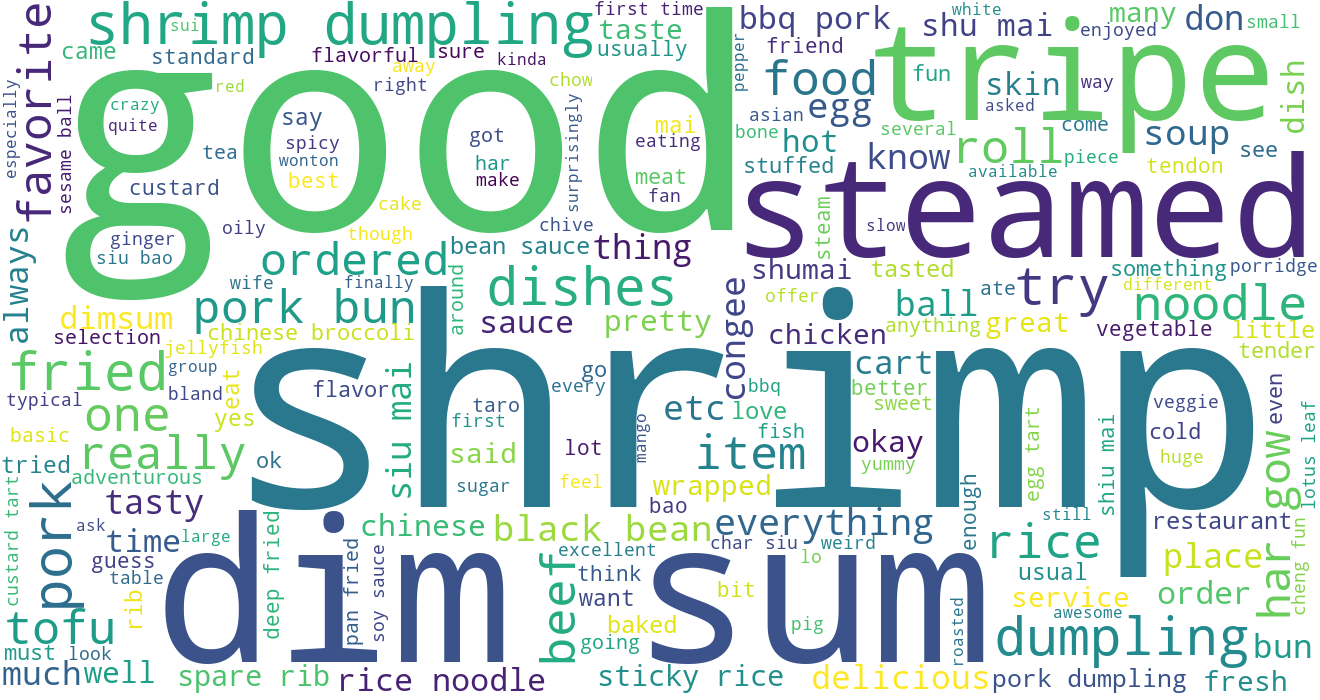 shrimp dumpling
sui
first time
bbq pork
white
shu mai
enjoyed
many
don
small
came
standard
flavorful
sure
kinda
taste
usually
friend
tripe
favorite
good
away
right
red
chow
pepper
food
fun
skin
way
dish
especially
sesame ball
crazy
quite
say
spicy
wonton
best
got
har
make
surprisingly
mai
eating
meat
fan
egg
asked
asian
bone
hot
several
come
soup
see
stuffed
know
roll
piece
available
tendon
tea
custard
cake
steamed
steam
slow
ginger
siu bao
oily
though
chive
bean sauce
thing
always
ordered
wife
finally
around
dishes
shumai
tasted
try
something
porridge
ate
different
offer
dimsum
pork bun
congee
ball
noodle
selection
chinese broccoli
sauce
pretty
chicken
anything
great
vegetable
little
jellyfish
tender
fried
group
shrimp
typical
bland
yeat
flavor
siu mai
go
every
bbq
cart
better
sweet
veggie
even
one
yes
taro
first
etc
love
fish
mango
basic
really
ok
said
lot
item
okay
yummy
egg tart
shiu mai
cold
huge
gow
lotus leaf
tried
adventurous
sugar
feel
wrapped
custard tart
pork
tasty
bao
enough
still
ask
time
large
chinese
black bean
everything
restaurant
guess
deep fried
dim sum
pan fried
soy sauce
excellent
char siu
weird
lo
rice
place
har
cheng fun
table
beef
think
usual
rib
want
bit
service
order
awesome
tofu
baked
pig
roasted
going
dumpling
bun
must
look
much
well
spare rib
rice noodle
sticky rice
delicious
pork dumpling
fresh